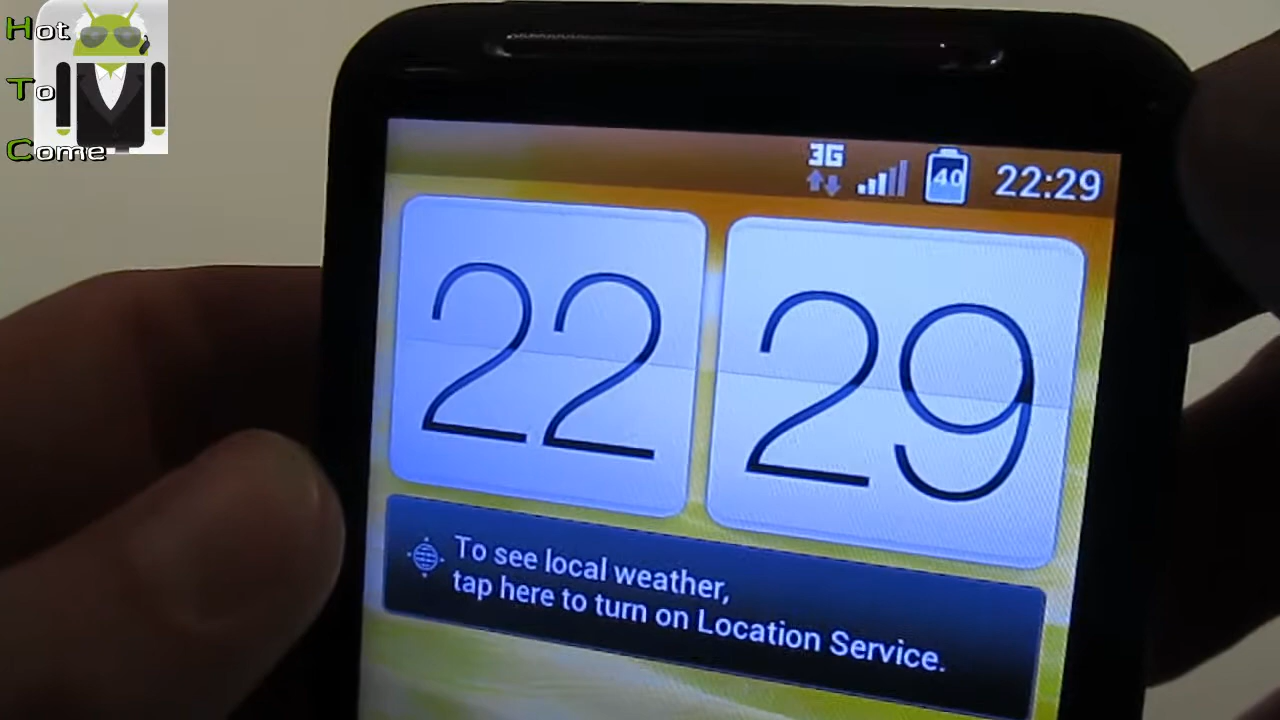 Hot
To
Come
3G
40
22:29
22 29
To see local weather,
tap here to turn on Location Service.